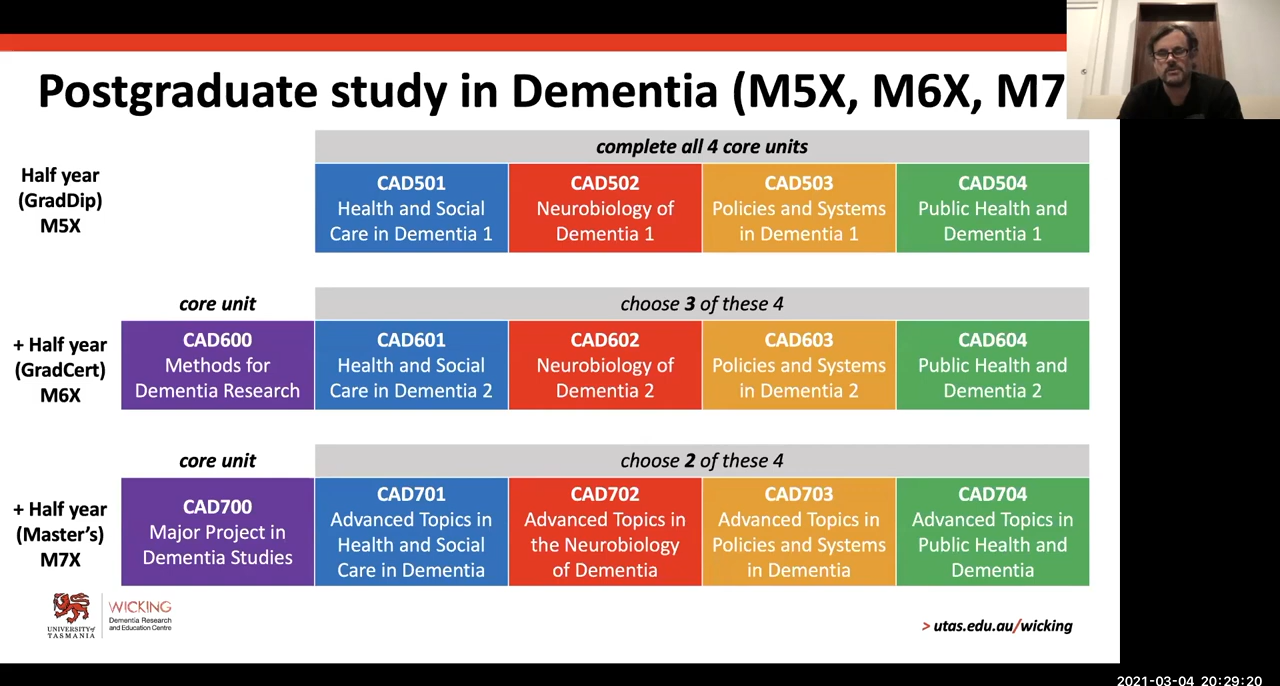 Postgraduate study in Dementia (M5X, M6X, M7
complete all 4 core units
Half year
(GradDip)
M5X
CAD501
Health and Social
Care in Dementia 1
CAD502
Neurobiology of
Dementia 1
CAD503
Policies and Systems
in Dementia 1
CAD504
Public Health and
Dementia 1
core unit
choose 3 of these 4
+ Half year
(GradCert)
M6X
CAD600
Methods for
Dementia Research
CAD601
Health and Social
Care in Dementia 2
CAD602
Neurobiology of
Dementia 2
CAD603
Policies and Systems
in Dementia 2
CAD604
Public Health and
Dementia 2
core unit
choose 2 of these 4
+ Half year
(Master's)
M7X
CAD700
Major Project in
Dementia Studies
CAD701
Advanced Topics in
Health and Social
Care in Dementia
CAD702
Advanced Topics in
the Neurobiology
of Dementia
CAD703
Advanced Topics in
Policies and Systems
in Dementia
CAD704
Advanced Topics in
Public Health and
Dementia
UNIVERSITY of
TASMANIA
WICKING
Dementia Research
and Education Centre
> utas.edu.au/wicking
2021-03-04 20:29:20